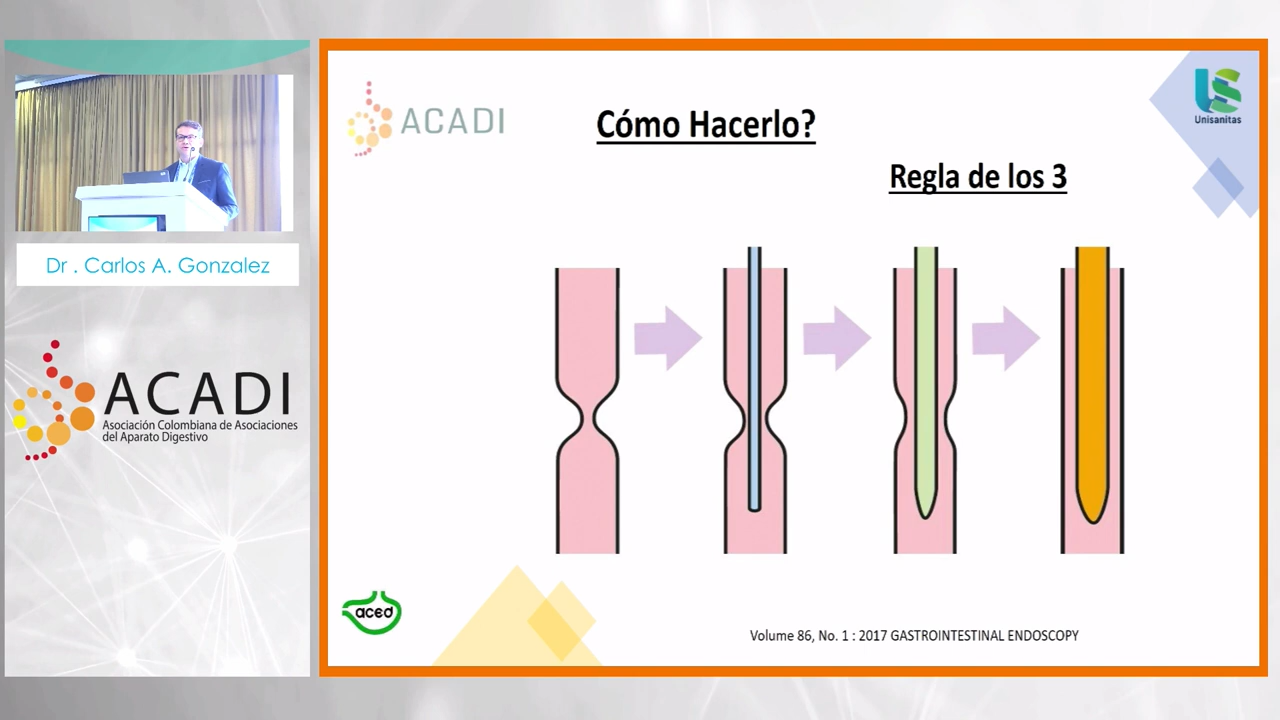 Dr . Carlos A. Gonzalez
ACADI
Asociación Colombiana de Asociaciones
del Aparato Digestivo
ACADI
Cómo Hacerlo?
Unisanitas
Regla de los 3
aced
Volume 86, No. 1 : 2017 GASTROINTESTINAL ENDOSCOPY